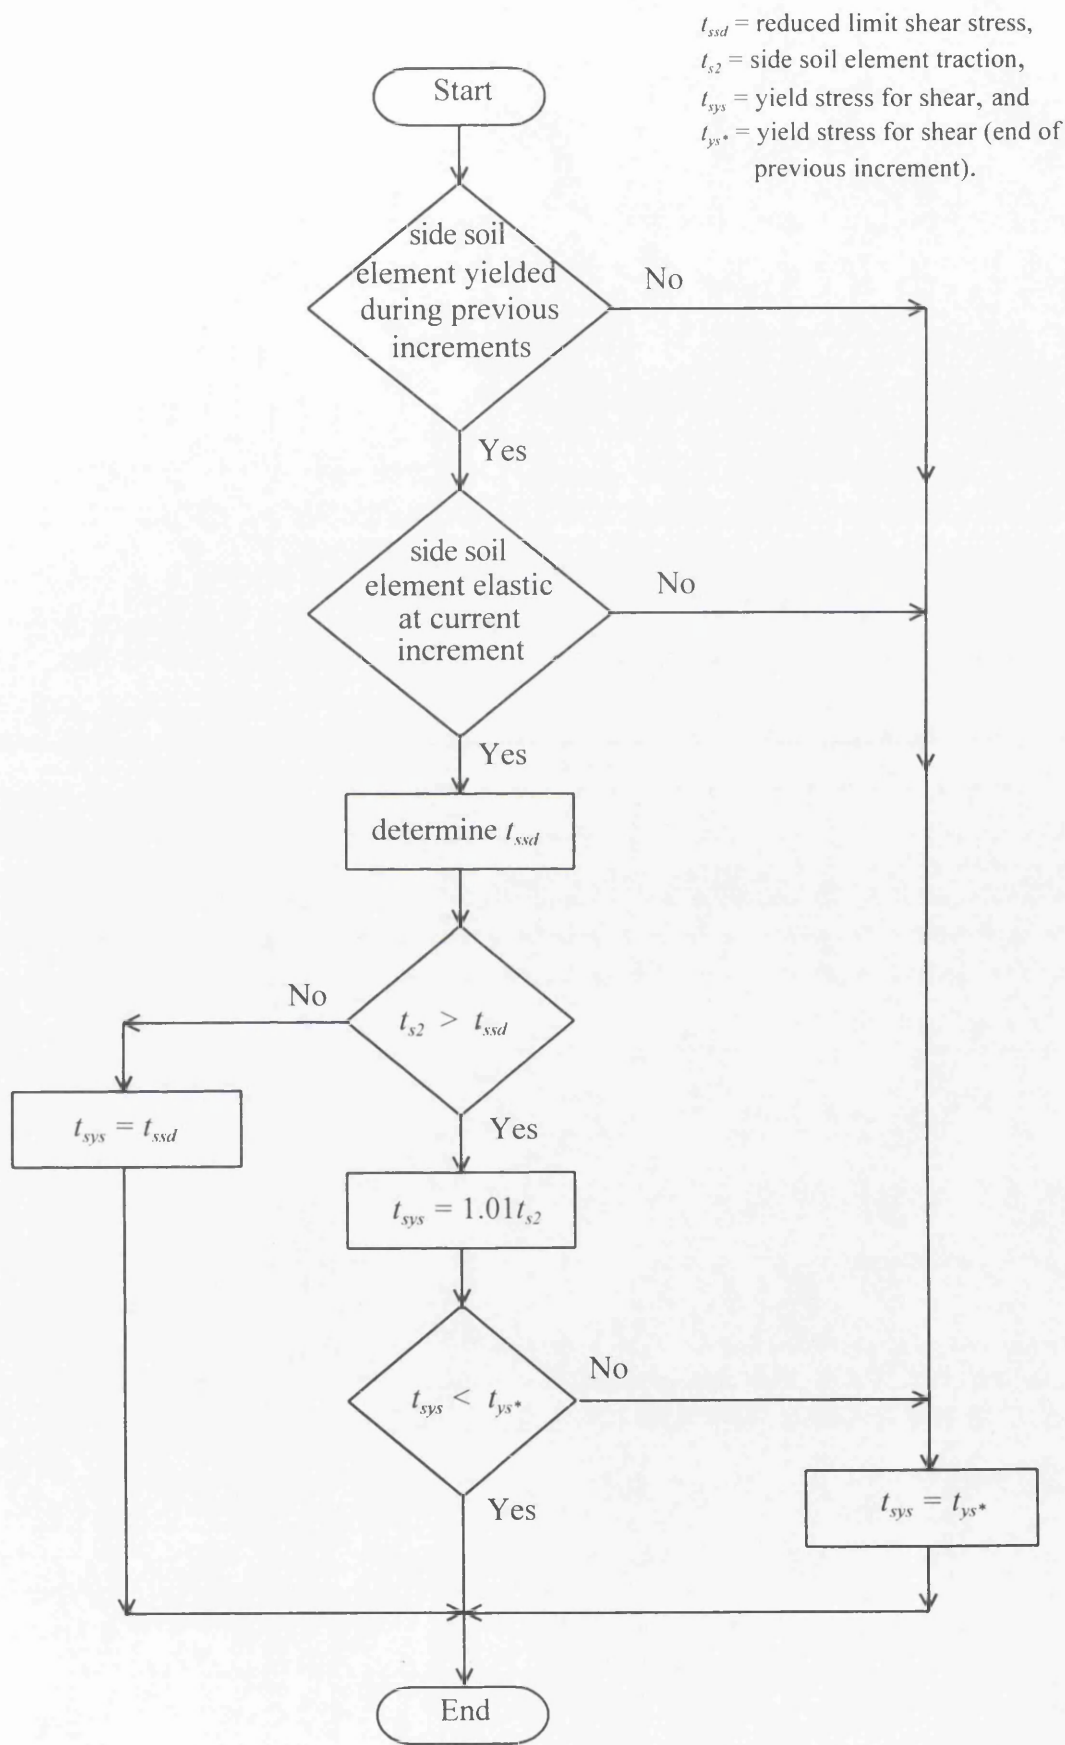 t_ssd = reduced limit shear stress,
t_s2 = side soil element traction,
t_sys = yield stress for shear, and
t_ys* = yield stress for shear (end of
previous increment).
Start
side soil
element yielded
during previous
increments
No
Yes
side soil
element elastic
at current
increment
No
Yes
determine t_ssd
t_s2 > t_ssd
No
t_sys = t_ssd
Yes
t_sys = 1.01t_s2
t_sys < t_ys*
No
Yes
t_sys = t_ys*
End